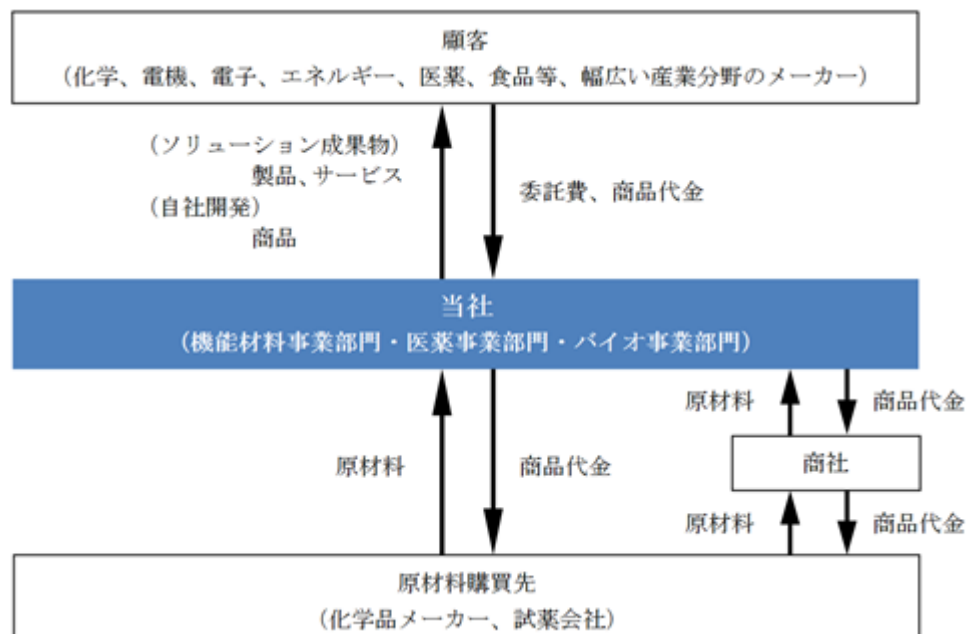 顧客
(化学、電機、電子、エネルギー、医薬、食品等、幅広い産業分野のメーカー)
(ソリューション成果物)
製品、サービス
(自社開発)
商品
委託費、商品代金
当社
(機能材料事業部門・医薬事業部門・バイオ事業部門)
原材料
商品代金
原材料
商品代金
商社
原材料
商品代金
原材料購買先
(化学品メーカー、試薬会社)